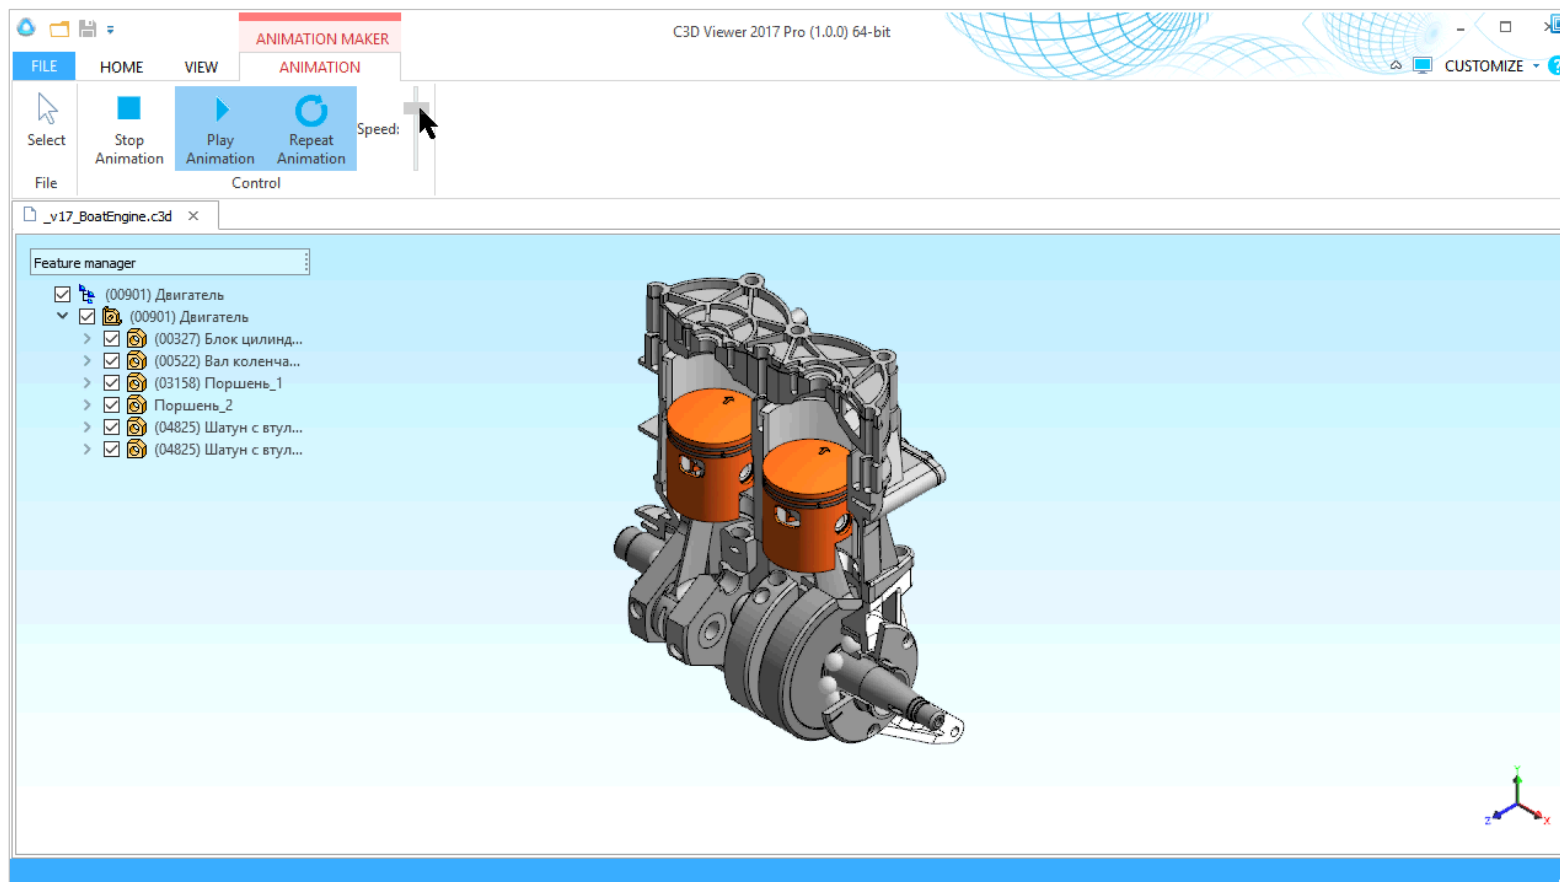 C3D Viewer 2017 Pro (1.0.0) 64-bit
ANIMATION MAKER
FILE HOME VIEW ANIMATION CUSTOMIZE ?
Select
Stop Animation
Play Animation
Repeat Animation
Speed:
File
Control
_v17_BoatEngine.c3d
Feature manager
(00901) Двигатель
(00901) Двигатель
(00327) Блок цилинд...
(00522) Вал коленча...
(03158) Поршень_1
Поршень_2
(04825) Шатун с втул...
(04825) Шатун с втул...
Y
Z X